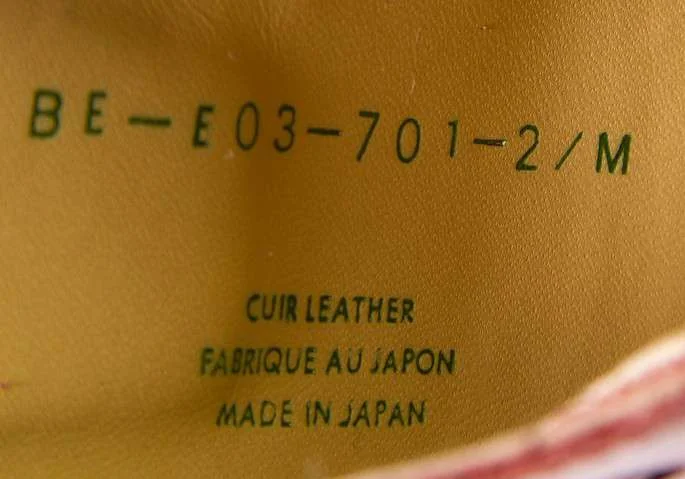 BE-E03-701-2/M
CUIR LEATHER
FABRIQUE AU JAPON
MADE IN JAPAN